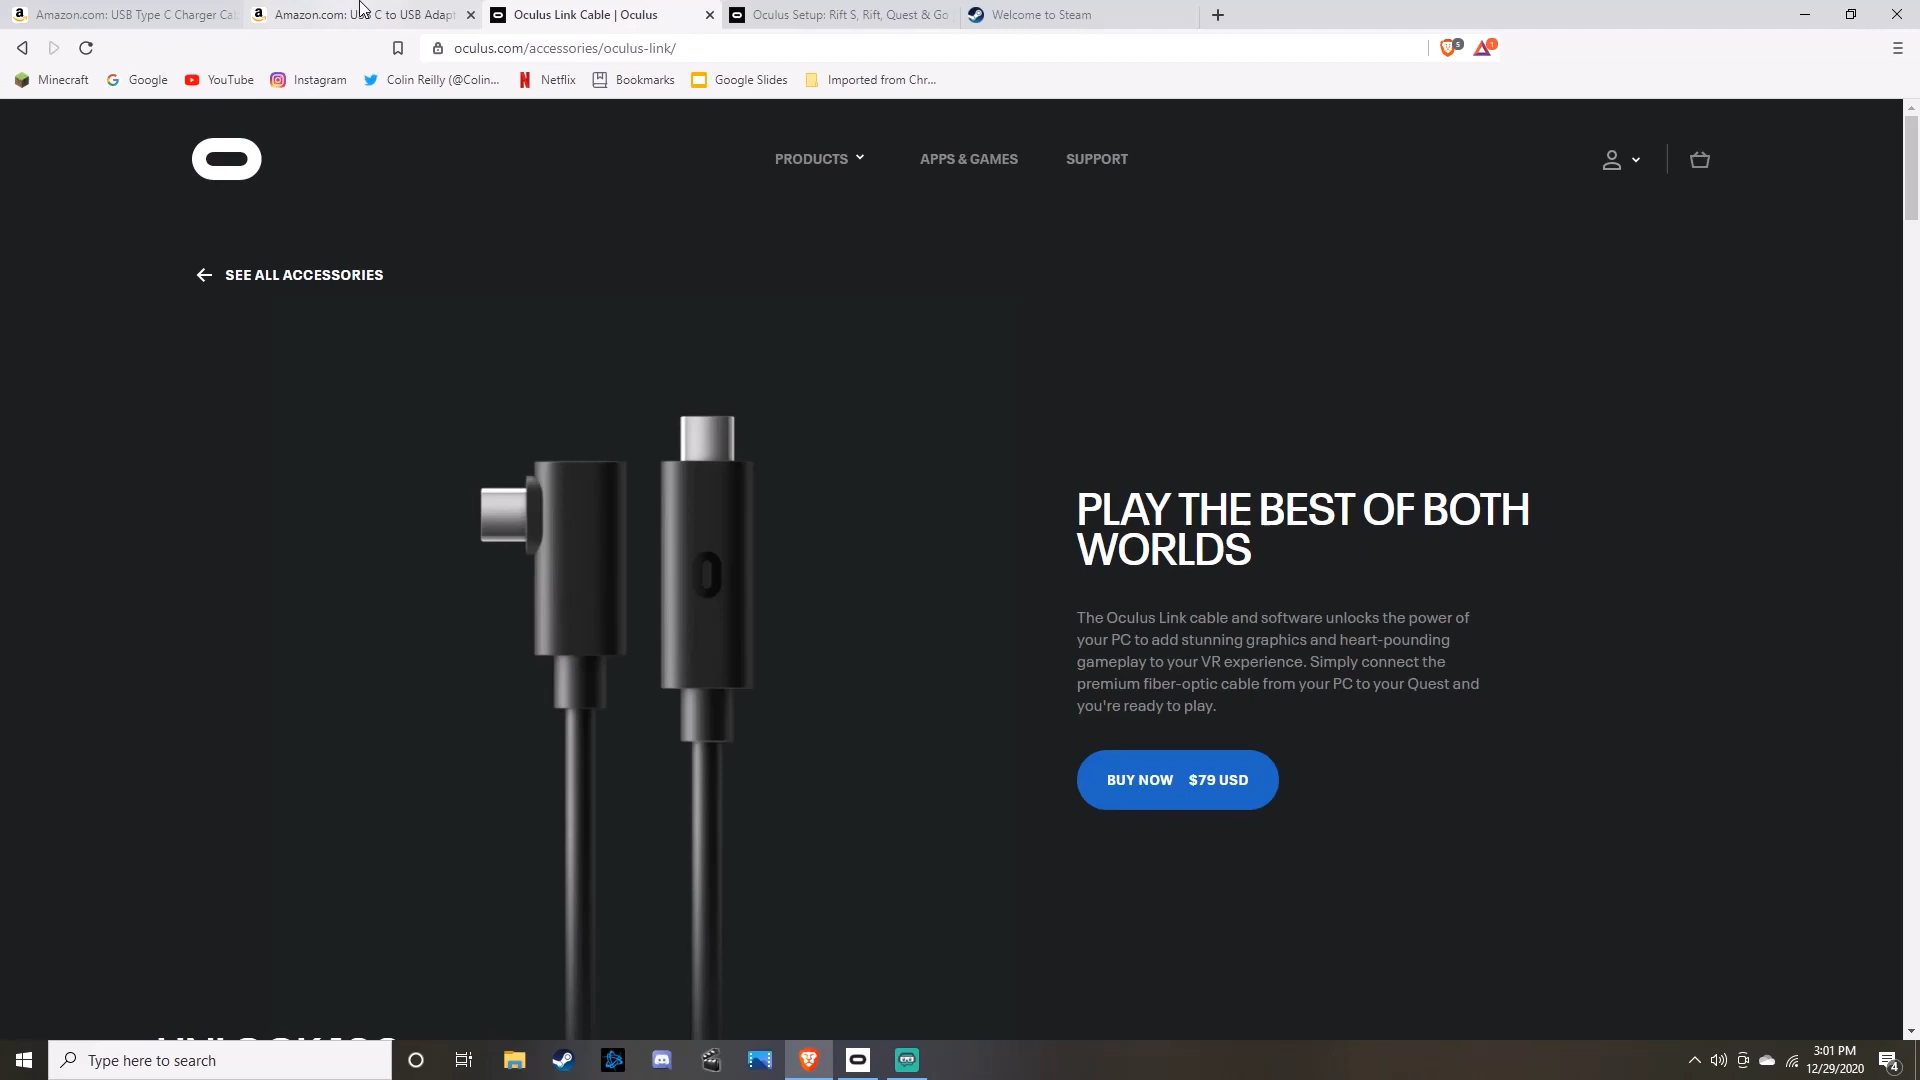 Amazon.com: USB Type C Charger Cab
Amazon.com: USB C to USB Adapt
Oculus Link Cable | Oculus
Oculus Setup: Rift S, Rift, Quest & Go
Welcome to Steam
oculus.com/accessories/oculus-link/
5
1
Minecraft
Google
YouTube
Instagram
Colin Reilly (@Colin...
Netflix
Bookmarks
Google Slides
Imported from Chr...
PRODUCTS
APPS & GAMES
SUPPORT
SEE ALL ACCESSORIES
PLAY THE BEST OF BOTH
WORLDS
The Oculus Link cable and software unlocks the power of
your PC to add stunning graphics and heart-pounding
gameplay to your VR experience. Simply connect the
premium fiber-optic cable from your PC to your Quest and
you're ready to play.
BUY NOW $79 USD
Type here to search
3:01 PM
12/29/2020
4